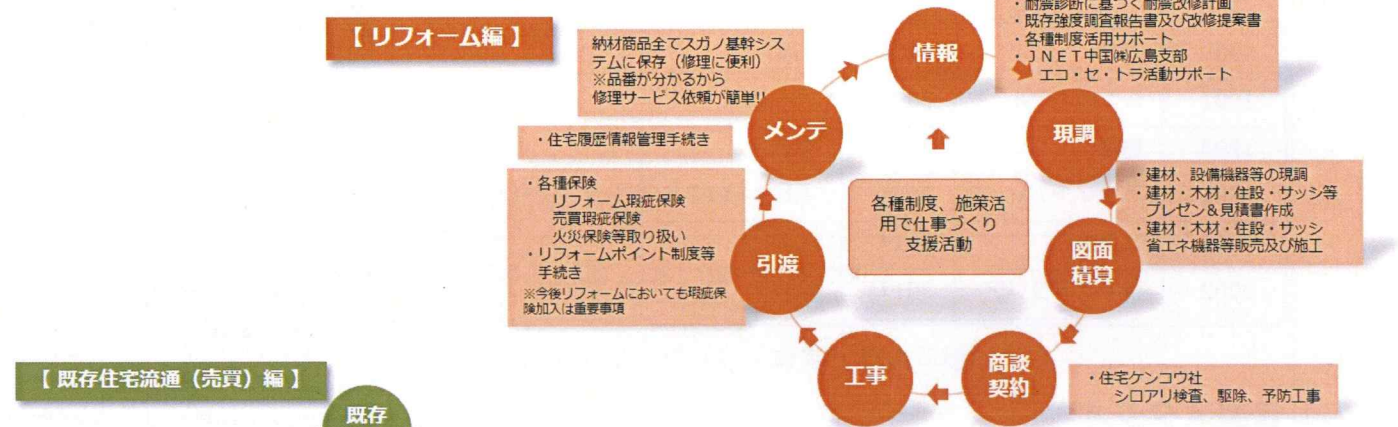 【 リフォーム編 】
納材商品全てスガノ基幹シス
テムに保存（修理に便利）
※品番が分かるから
修理サービス依頼が簡単!!
情報
・耐震診断に基づく耐震改修計画
・既存強度調査報告書及び改修提案書
・各種制度活用サポート
・JNET中国㈱広島支部
エコ・セ・トラ活動サポート
メンテ
現調
・住宅履歴情報管理手続き
・各種保険
リフォーム瑕疵保険
売買瑕疵保険
火災保険等取り扱い
・リフォームポイント制度等
手続き
※今後リフォームにおいても瑕疵保
険加入は重要事項
各種制度、施策活
用で仕事づくり
支援活動
・建材、設備機器等の現調
・建材・木材・住設・サッシ等
プレゼン＆見積書作成
・建材・木材・住設・サッシ
省エネ機器等販売及び施工
引渡
図面
積算
工事
商談
契約
・住宅ケンコウ社
シロアリ検査、駆除、予防工事
【 既存住宅流通（売買）編 】
既存